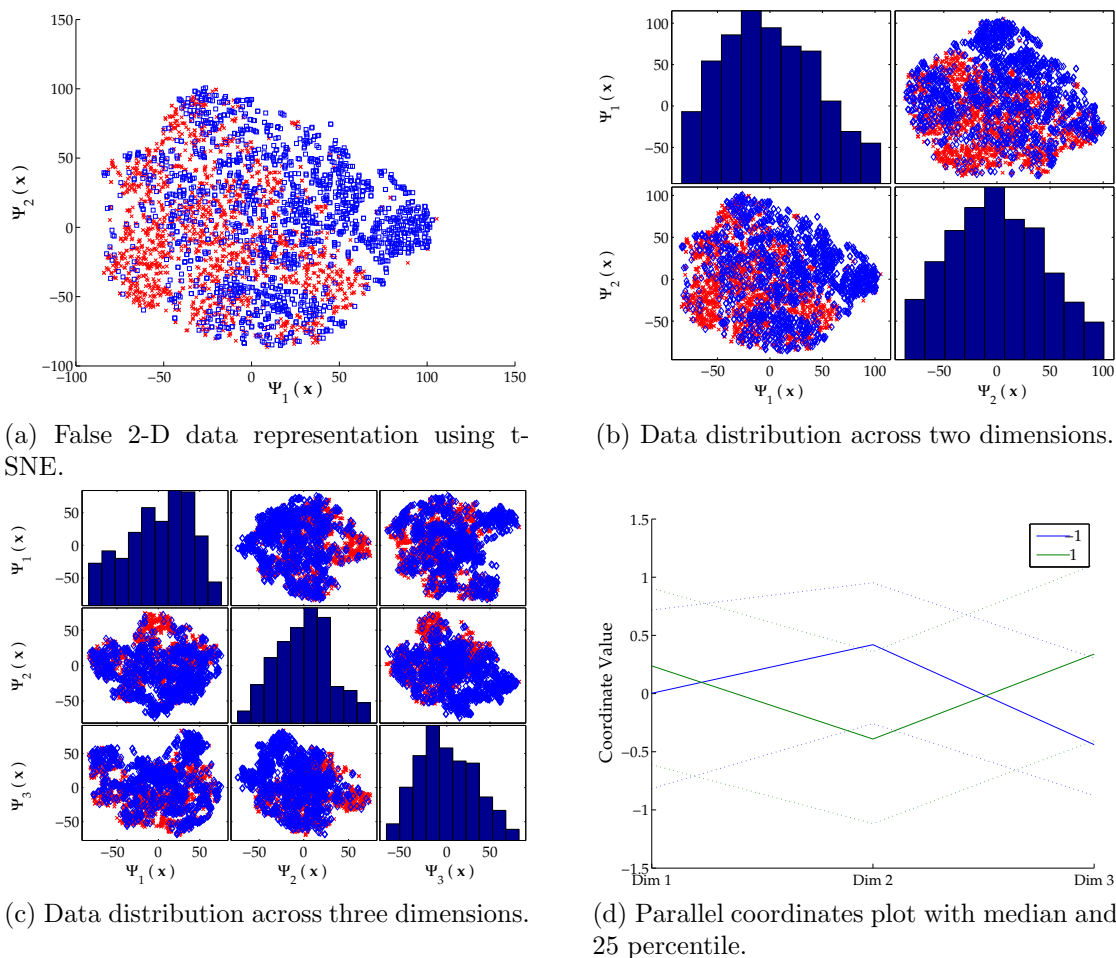 150
100
50
0
−50
−100
Ψ2 ( x )
−100 −50 0 50 100 150
Ψ1 ( x )
(a) False 2-D data representation using t-
SNE.
100
50
0
−50
Ψ1 ( x )
100
50
0
−50
Ψ2 ( x )
−50 0 50 100 −50 0 50 100
Ψ1 ( x ) Ψ2 ( x )
(b) Data distribution across two dimensions.
50
0
−50
Ψ1 ( x )
50
0
−50
Ψ2 ( x )
50
0
−50
Ψ3 ( x )
−50 0 50 −50 0 50 −50 0 50
Ψ1 ( x ) Ψ2 ( x ) Ψ3 ( x )
(c) Data distribution across three dimensions.
1.5
1
0.5
0
−0.5
−1
−1.5
Coordinate Value
−1
1
Dim 1 Dim 2 Dim 3
(d) Parallel coordinates plot with median and
25 percentile.